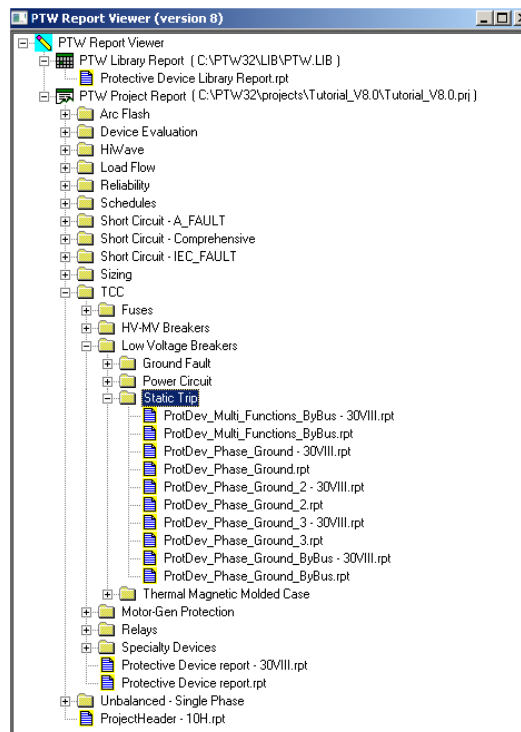 PTW Report Viewer (version 8)
PTW Report Viewer
PTW Library Report ( C:\PTW32\LIB\PTW.LIB )
Protective Device Library Report.rpt
PTW Project Report ( C:\PTW32\projects\Tutorial_V8.0\Tutorial_V8.0.prj )
Arc Flash
Device Evaluation
HiWave
Load Flow
Reliability
Schedules
Short Circuit - A_FAULT
Short Circuit - Comprehensive
Short Circuit - IEC_FAULT
Sizing
TCC
Fuses
HV-MV Breakers
Low Voltage Breakers
Ground Fault
Power Circuit
Static Trip
ProtDev_Multi_Functions_ByBus - 30VIII.rpt
ProtDev_Multi_Functions_ByBus.rpt
ProtDev_Phase_Ground - 30VIII.rpt
ProtDev_Phase_Ground.rpt
ProtDev_Phase_Ground_2 - 30VIII.rpt
ProtDev_Phase_Ground_2.rpt
ProtDev_Phase_Ground_3 - 30VIII.rpt
ProtDev_Phase_Ground_3.rpt
ProtDev_Phase_Ground_ByBus - 30VIII.rpt
ProtDev_Phase_Ground_ByBus.rpt
Thermal Magnetic Molded Case
Motor-Gen Protection
Relays
Specialty Devices
Protective Device report - 30VIII.rpt
Protective Device report.rpt
Unbalanced - Single Phase
ProjectHeader - 10H.rpt